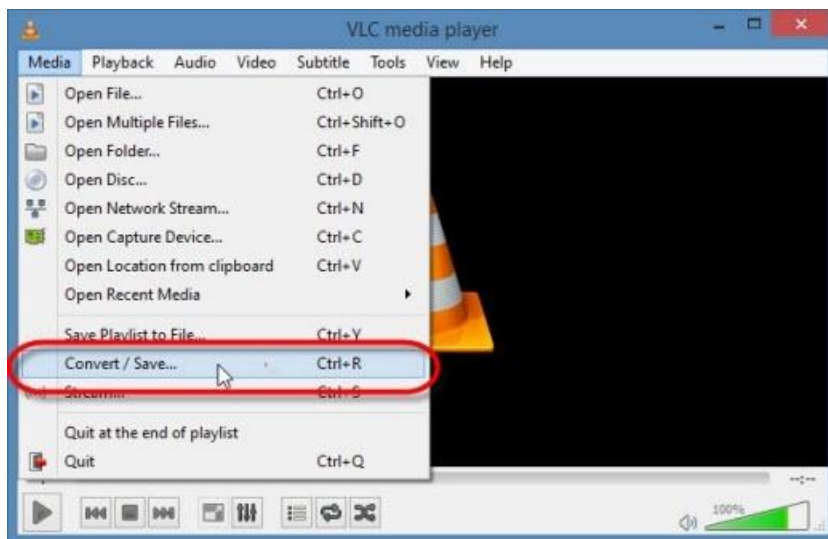 VLC media player
Media Playback Audio Video Subtitle Tools View Help
Open File... Ctrl+O
Open Multiple Files... Ctrl+Shift+O
Open Folder... Ctrl+F
Open Disc... Ctrl+D
Open Network Stream... Ctrl+N
Open Capture Device... Ctrl+C
Open Location from clipboard Ctrl+V
Open Recent Media
Save Playlist to File... Ctrl+Y
Convert / Save... Ctrl+R
Stream... Ctrl+S
Quit at the end of playlist
Quit Ctrl+Q
--:--
100%